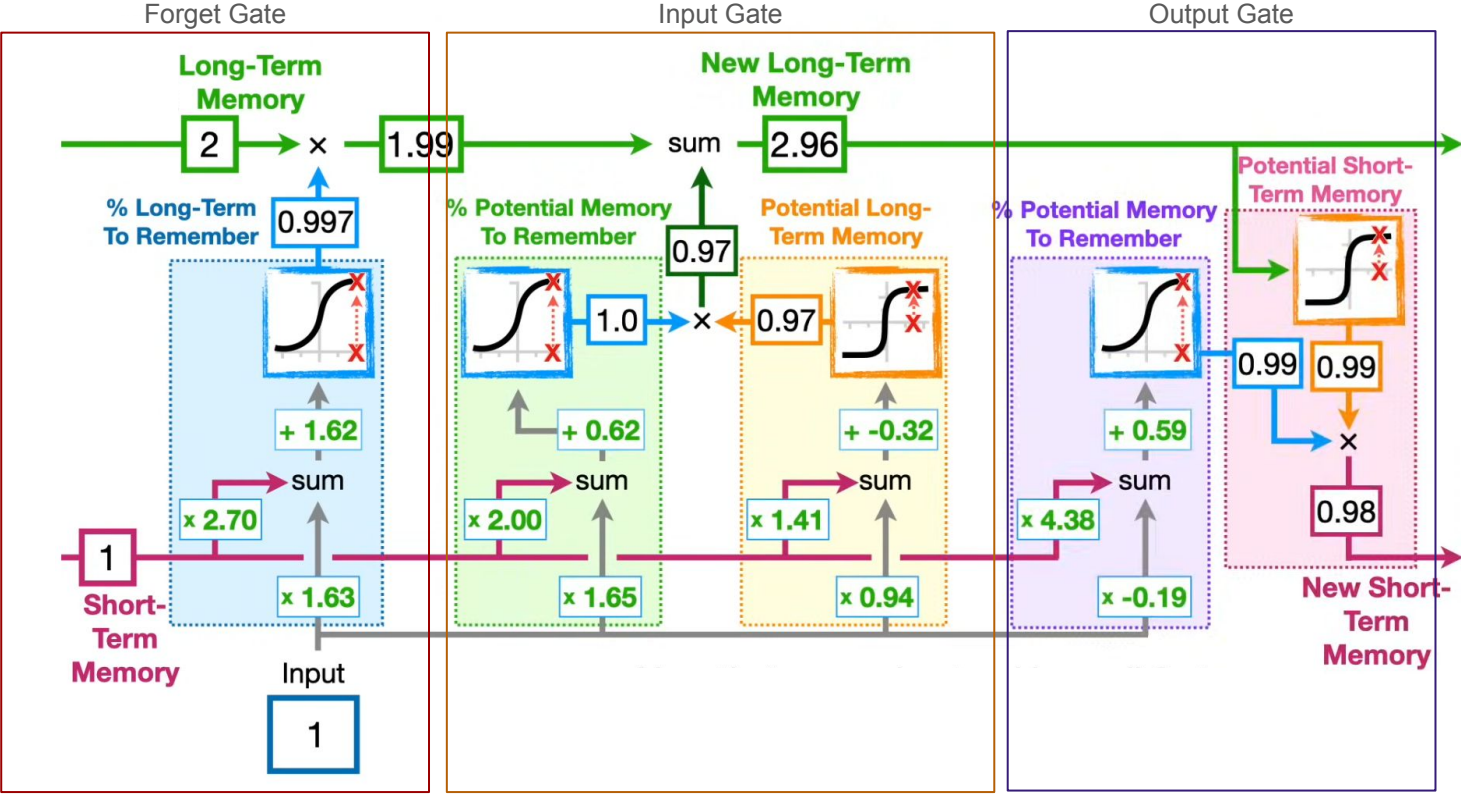 Forget Gate
Input Gate
Output Gate
Long-Term
Memory
New Long-Term
Memory
2
×
1.99
sum
2.96
Potential Short-
Term Memory
% Long-Term
To Remember
0.997
% Potential Memory
To Remember
0.97
Potential Long-
Term Memory
% Potential Memory
To Remember
1.0
×
0.97
0.99
0.99
+ 1.62
+ 0.62
+ -0.32
+ 0.59
×
sum
sum
sum
sum
x 2.70
x 2.00
x 1.41
x 4.38
0.98
1
x 1.63
x 1.65
x 0.94
x -0.19
Short-
Term
Memory
New Short-
Term
Memory
Input
1